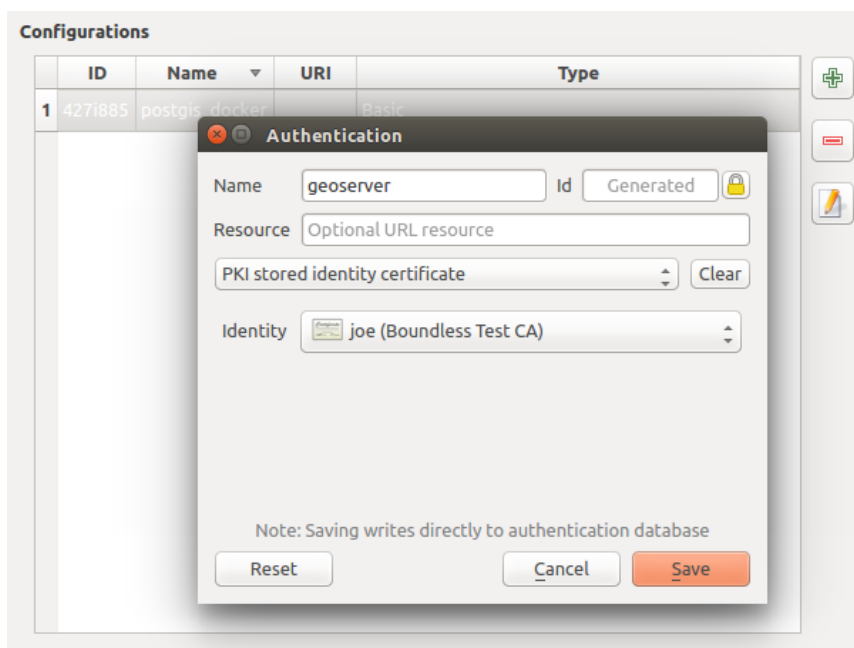 Configurations
ID Name URI Type
1 427i885 postgis_docker Basic
Authentication
Name geoserver Id Generated
Resource Optional URL resource
PKI stored identity certificate Clear
Identity joe (Boundless Test CA)
Note: Saving writes directly to authentication database
Reset Cancel Save